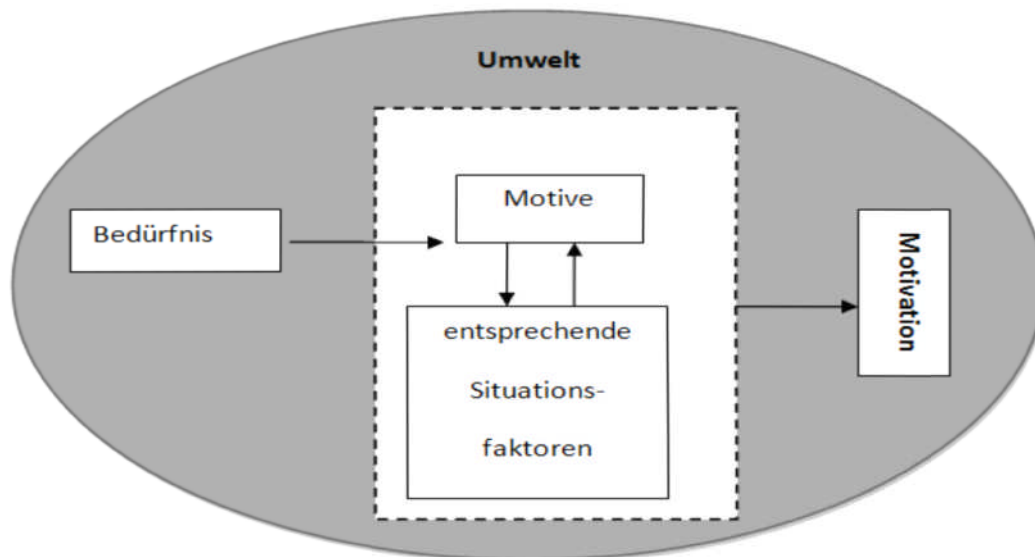 Umwelt
Bedürfnis
Motive
entsprechende
Situations-
faktoren
Motivation